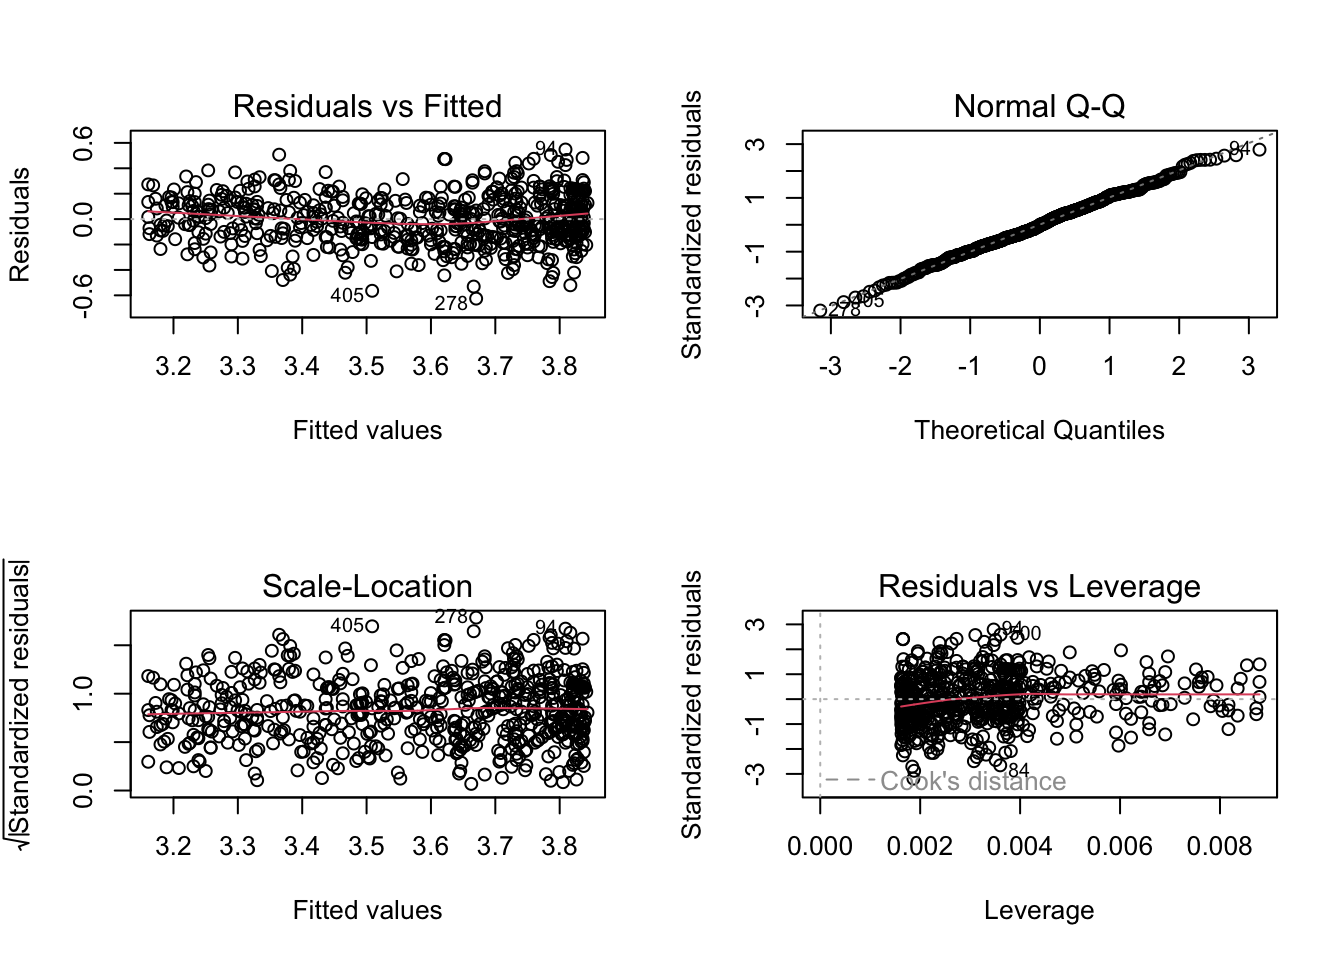 Residuals vs Fitted
Residuals
0.6
0.0
-0.6
94
405
278
3.2 3.3 3.4 3.5 3.6 3.7 3.8
Fitted values
Normal Q-Q
Standardized residuals
3
1
-1
-3
94
278
405
-3 -2 -1 0 1 2 3
Theoretical Quantiles
Scale-Location
√|Standardized residuals|
1.0
0.0
278
405
94
3.2 3.3 3.4 3.5 3.6 3.7 3.8
Fitted values
Residuals vs Leverage
Standardized residuals
3
1
-1
-3
94
500
84
Cook's distance
0.000 0.002 0.004 0.006 0.008
Leverage